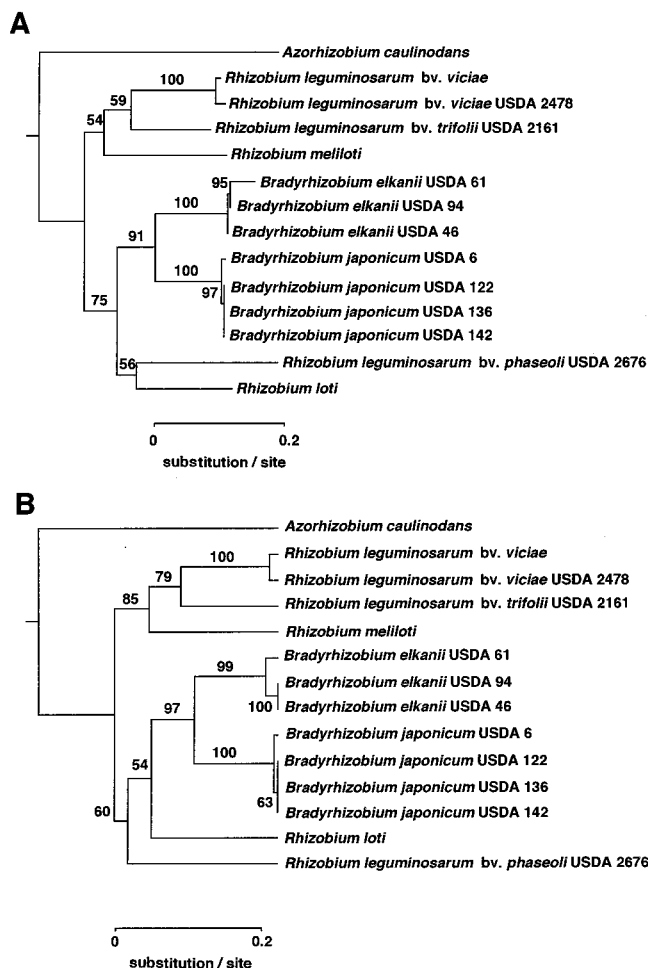 A
Azorhizobium caulinodans
Rhizobium leguminosarum bv. viciae
100
Rhizobium leguminosarum bv. viciae USDA 2478
59
54
Rhizobium leguminosarum bv. trifolii USDA 2161
Rhizobium meliloti
95
Bradyrhizobium elkanii USDA 61
100
Bradyrhizobium elkanii USDA 94
91
Bradyrhizobium elkanii USDA 46
Bradyrhizobium japonicum USDA 6
100
97
Bradyrhizobium japonicum USDA 122
75
Bradyrhizobium japonicum USDA 136
Bradyrhizobium japonicum USDA 142
56
Rhizobium leguminosarum bv. phaseoli USDA 2676
Rhizobium loti
0 0.2
substitution / site
B
Azorhizobium caulinodans
100
Rhizobium leguminosarum bv. viciae
79
Rhizobium leguminosarum bv. viciae USDA 2478
85
Rhizobium leguminosarum bv. trifolii USDA 2161
Rhizobium meliloti
99
Bradyrhizobium elkanii USDA 61
Bradyrhizobium elkanii USDA 94
97
100
Bradyrhizobium elkanii USDA 46
Bradyrhizobium japonicum USDA 6
100
Bradyrhizobium japonicum USDA 122
54
Bradyrhizobium japonicum USDA 136
63
60
Bradyrhizobium japonicum USDA 142
Rhizobium loti
Rhizobium leguminosarum bv. phaseoli USDA 2676
0 0.2
substitution / site